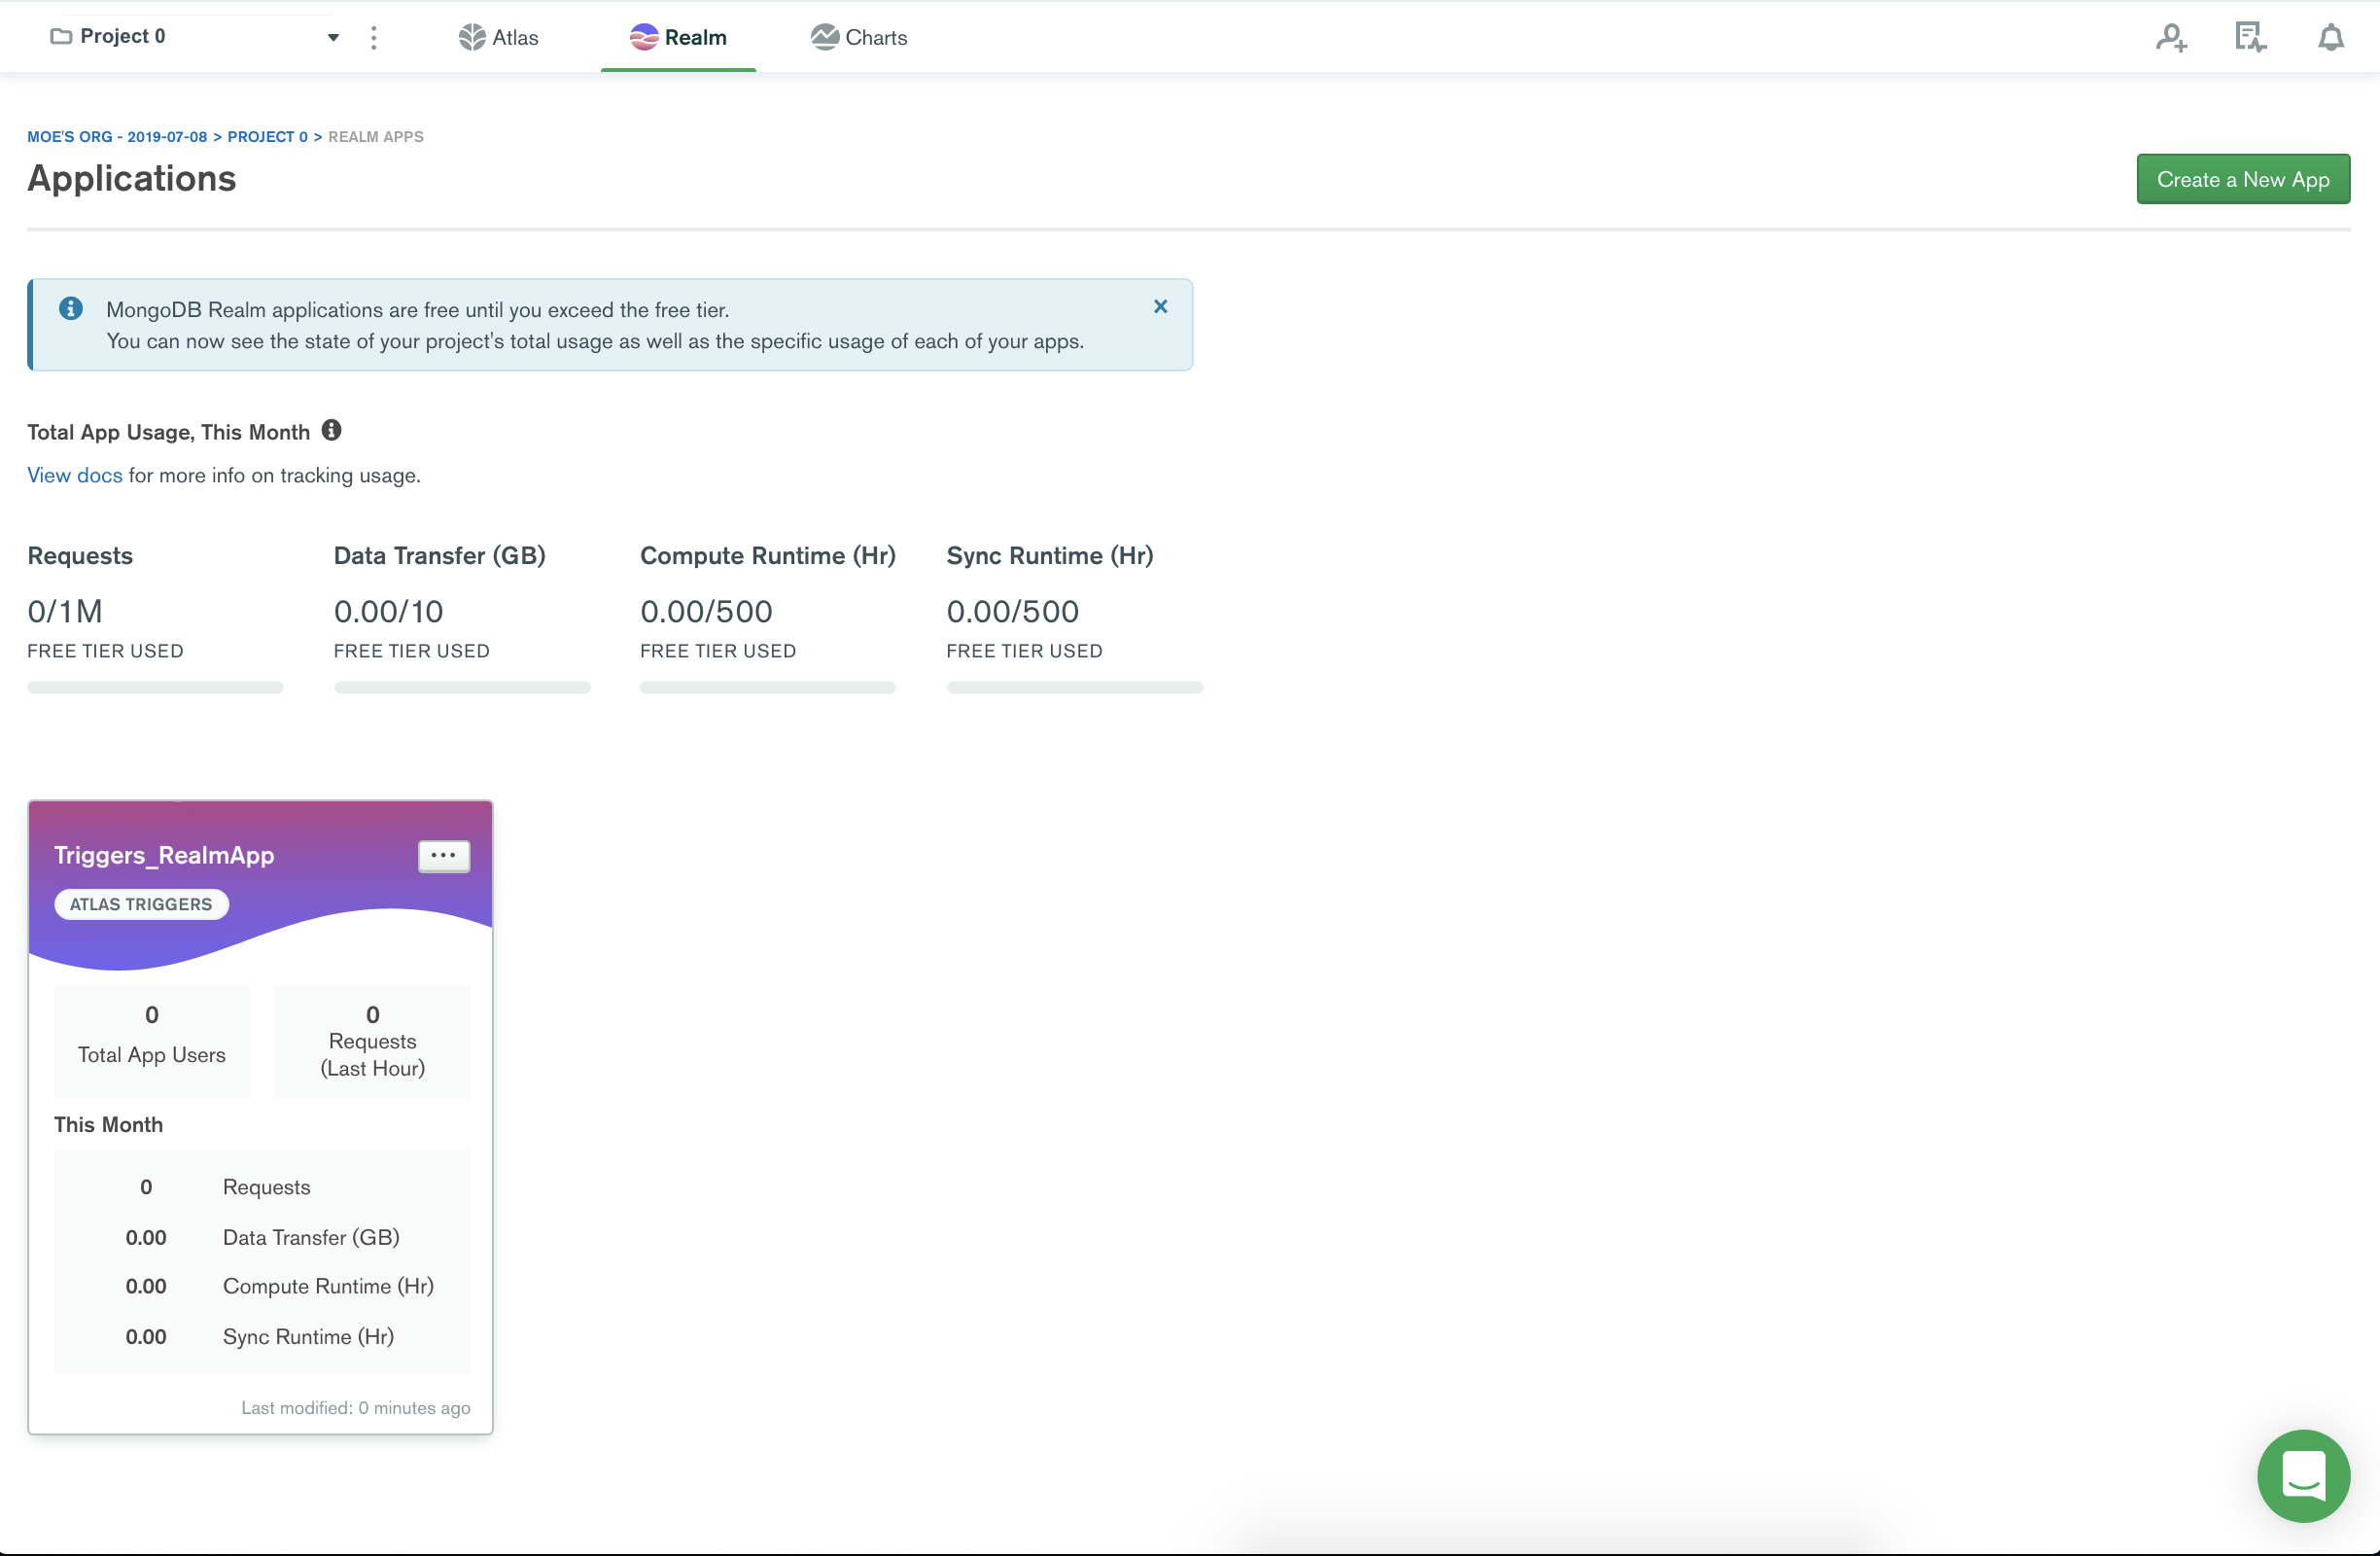 Project 0
Atlas
Realm
Charts
MOE'S ORG - 2019-07-08 > PROJECT 0 > REALM APPS
Applications
Create a New App
MongoDB Realm applications are free until you exceed the free tier.
You can now see the state of your project's total usage as well as the specific usage of each of your apps.
Total App Usage, This Month
View docs for more info on tracking usage.
Requests
0/1M
FREE TIER USED
Data Transfer (GB)
0.00/10
FREE TIER USED
Compute Runtime (Hr)
0.00/500
FREE TIER USED
Sync Runtime (Hr)
0.00/500
FREE TIER USED
Triggers_RealmApp
ATLAS TRIGGERS
0
Total App Users
0
Requests
(Last Hour)
This Month
0 Requests
0.00 Data Transfer (GB)
0.00 Compute Runtime (Hr)
0.00 Sync Runtime (Hr)
Last modified: 0 minutes ago